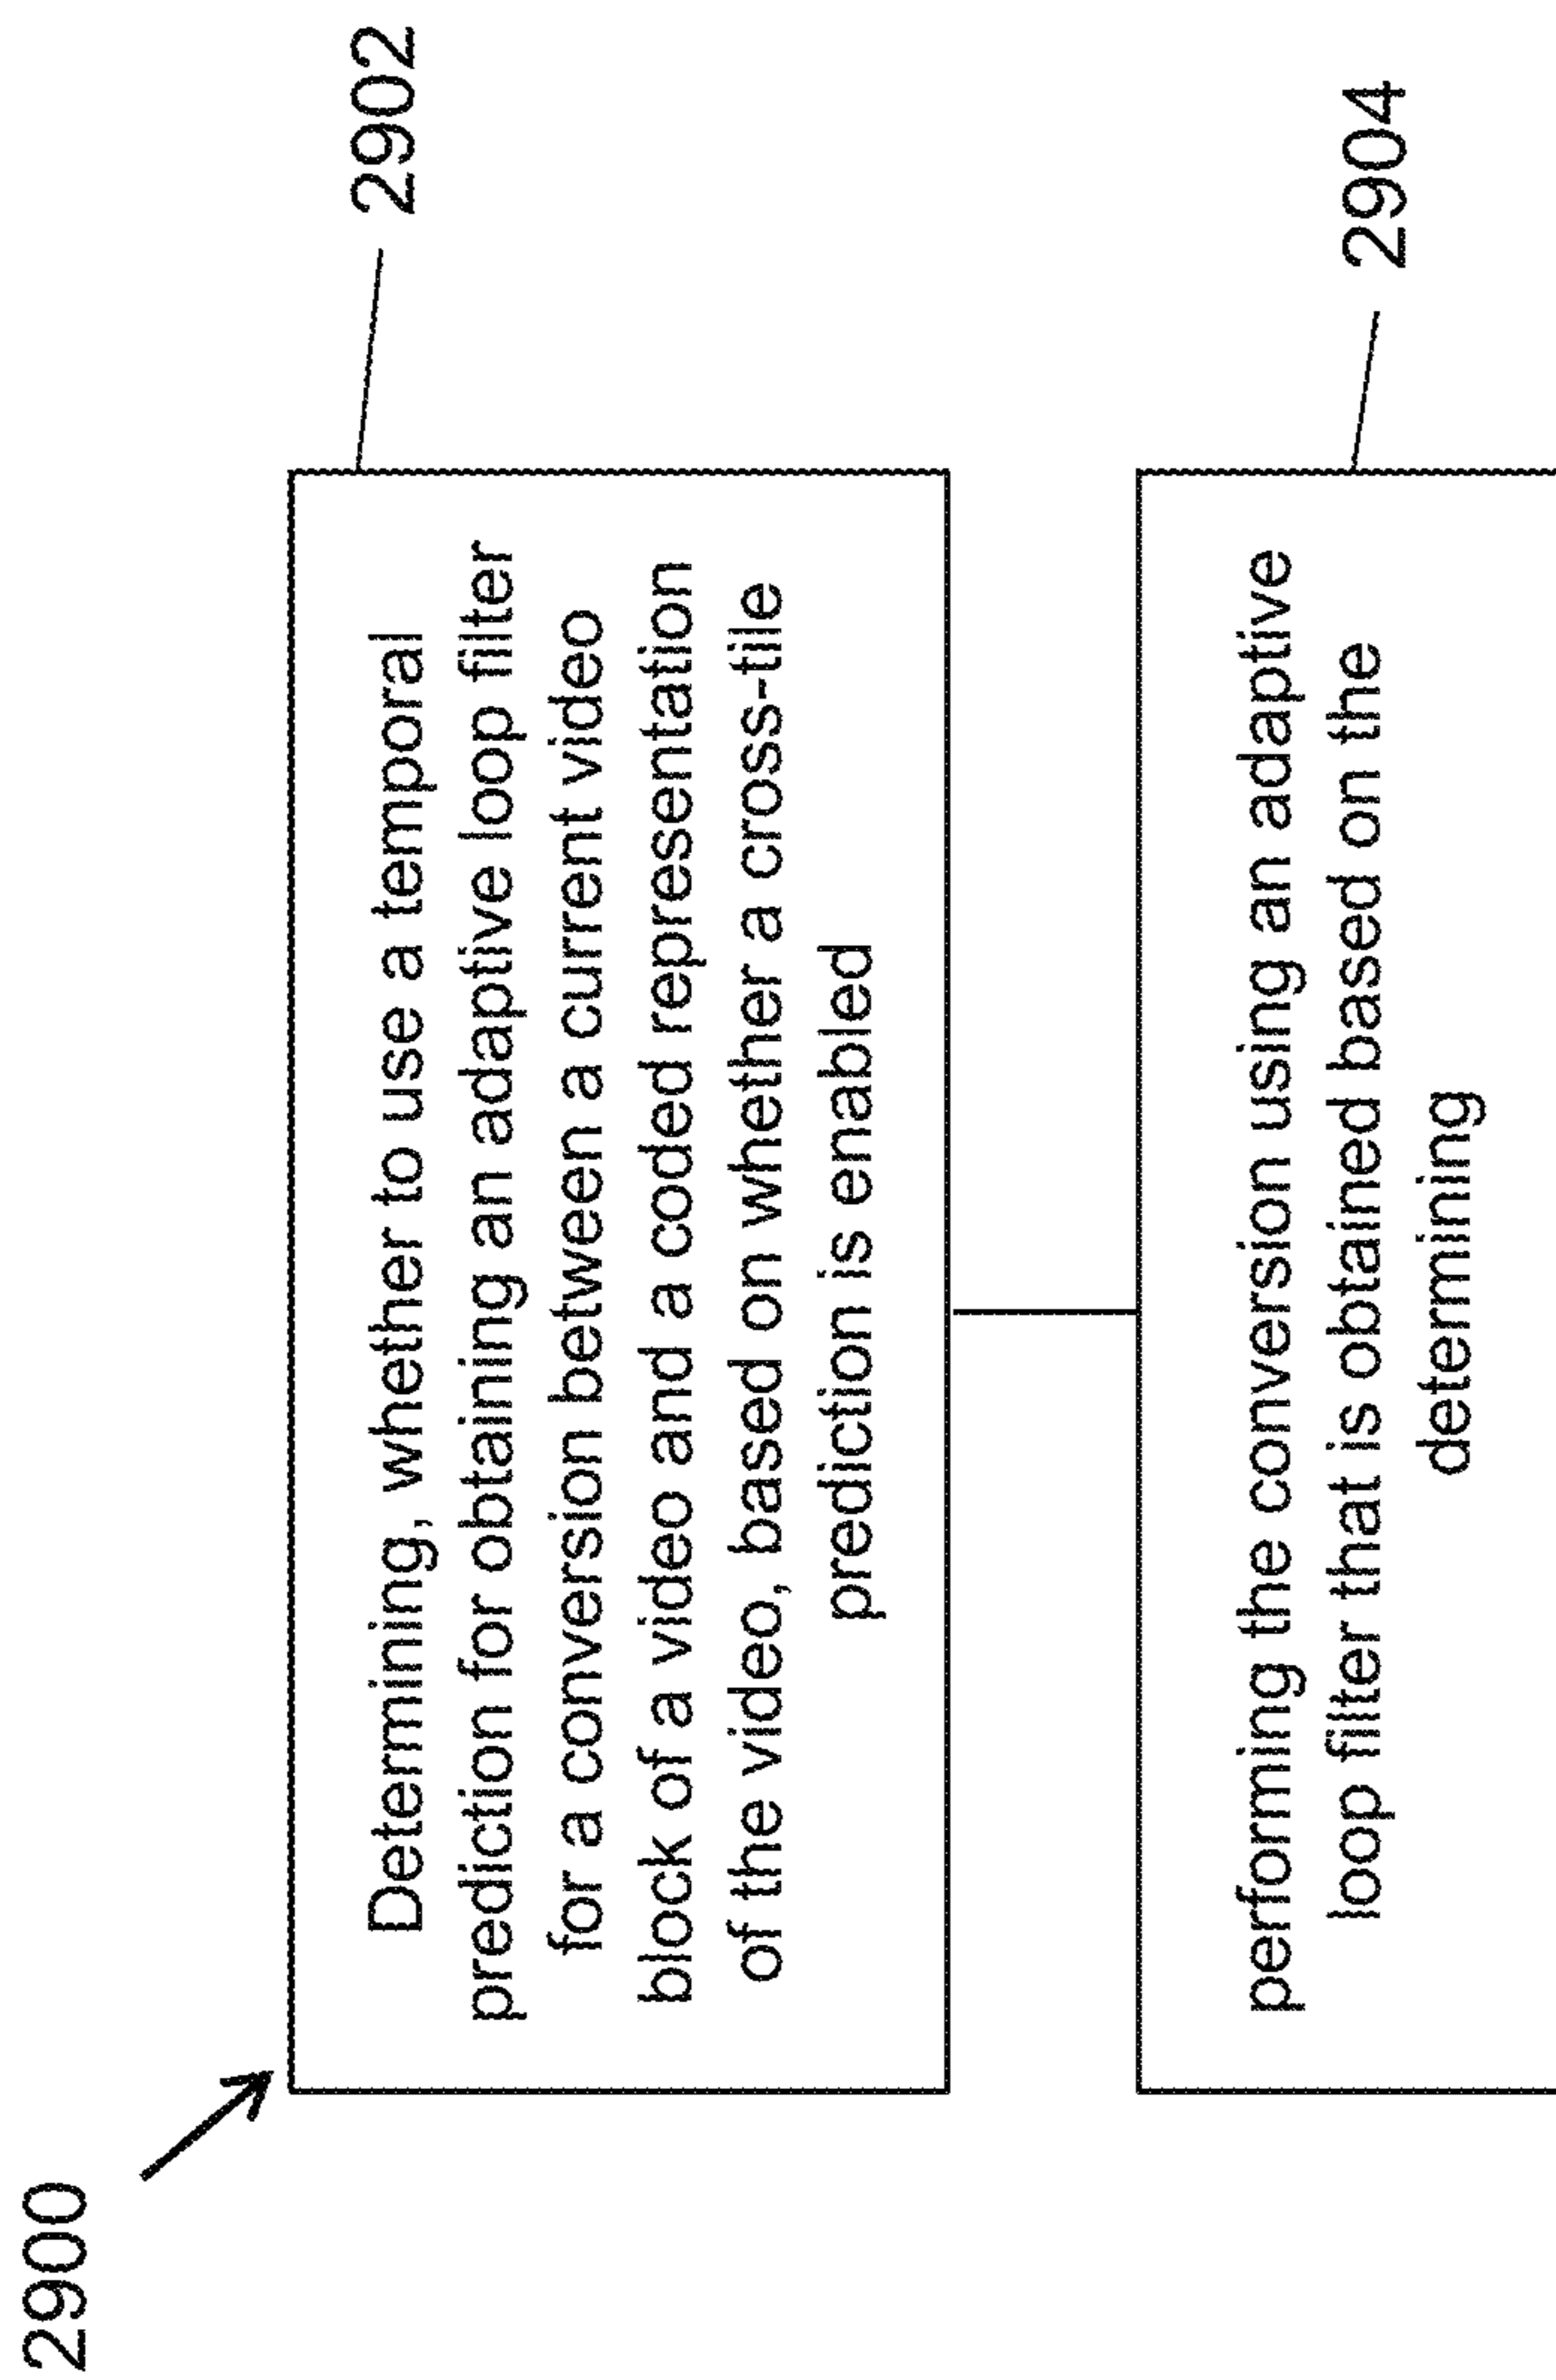 2900
2902
Determining, whether to use a temporal
prediction for obtaining an adaptive loop filter
for a conversion between a current video
block of a video and a coded representation
of the video, based on whether a cross-tile
prediction is enabled
2904
performing the conversion using an adaptive
loop filter that is obtained based on the
determining